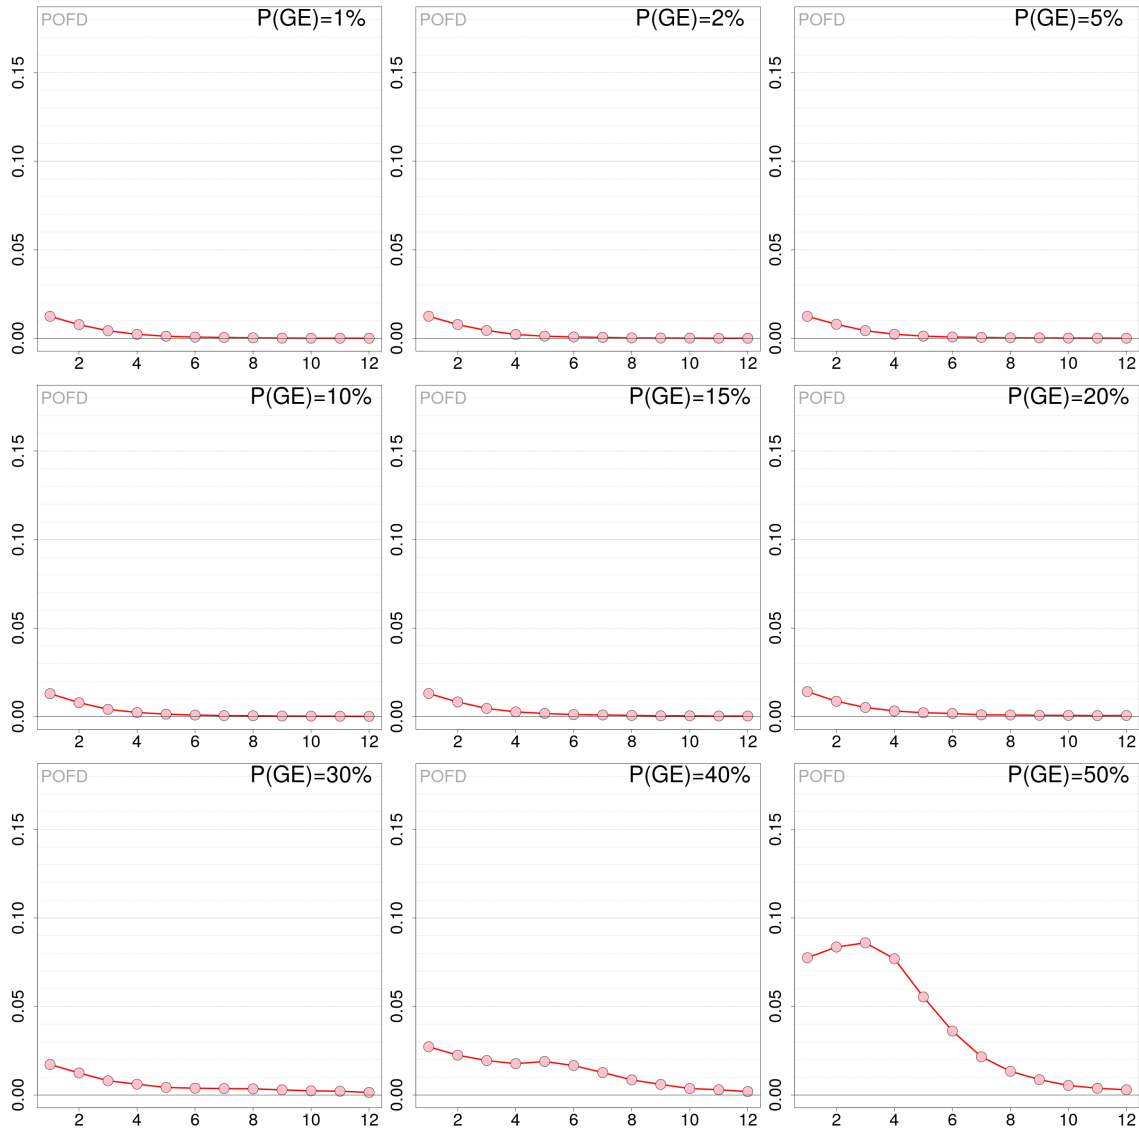 POFD P(GE)=1%
0.00 0.05 0.10 0.15
2 4 6 8 10 12
POFD P(GE)=2%
0.00 0.05 0.10 0.15
2 4 6 8 10 12
POFD P(GE)=5%
0.00 0.05 0.10 0.15
2 4 6 8 10 12
POFD P(GE)=10%
0.00 0.05 0.10 0.15
2 4 6 8 10 12
POFD P(GE)=15%
0.00 0.05 0.10 0.15
2 4 6 8 10 12
POFD P(GE)=20%
0.00 0.05 0.10 0.15
2 4 6 8 10 12
POFD P(GE)=30%
0.00 0.05 0.10 0.15
2 4 6 8 10 12
POFD P(GE)=40%
0.00 0.05 0.10 0.15
2 4 6 8 10 12
POFD P(GE)=50%
0.00 0.05 0.10 0.15
2 4 6 8 10 12